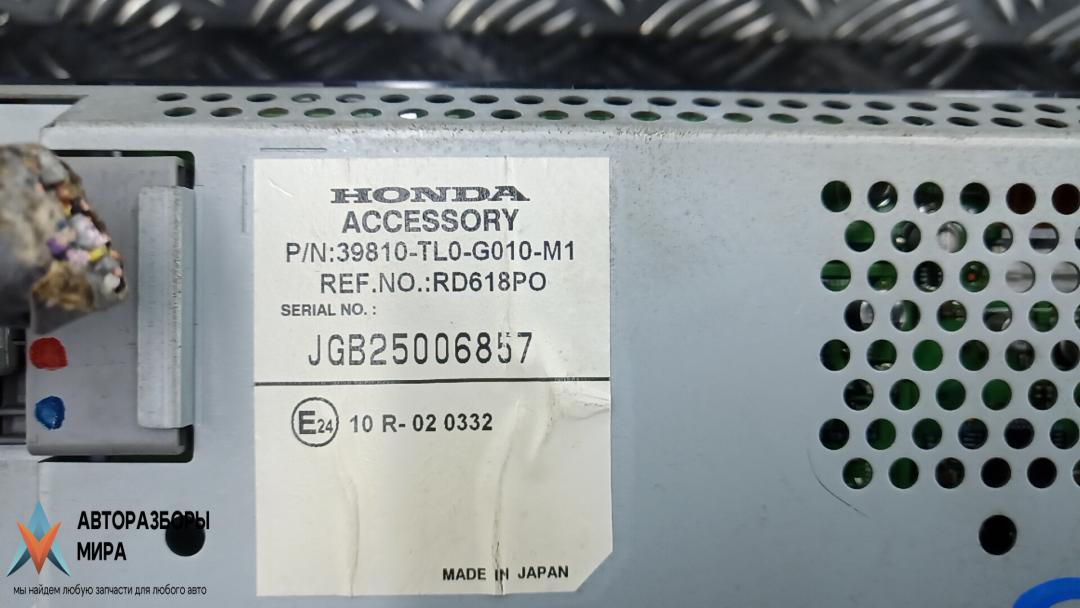 HONDA
ACCESSORY
P/N:39810-TL0-G010-M1
REF.NO.:RD618PO
SERIAL NO. :
JGB25006857
E24 10 R- 02 0332
MADE IN JAPAN
АВТОРАЗБОРЫ
МИРА
мы найдем любую запчасти для любого авто